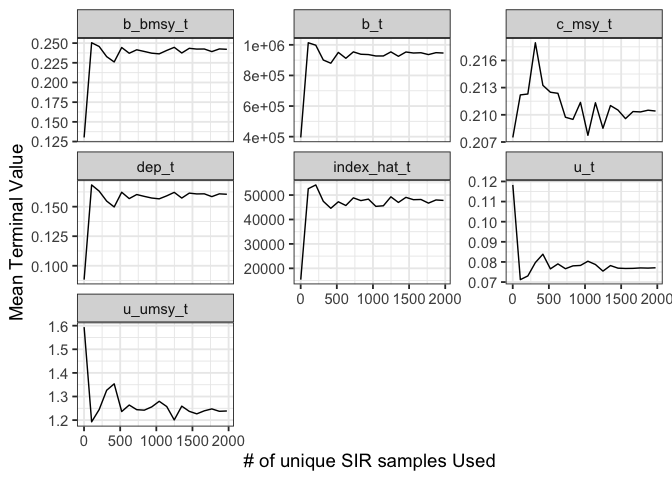 b_bmsy_t
b_t
c_msy_t
0.250
0.225
0.200
0.175
0.150
0.125
1e+06
8e+05
6e+05
4e+05
0.216
0.213
0.210
0.207
dep_t
index_hat_t
u_t
0.150
0.100
50000
40000
30000
20000
0 500 1000 1500 2000
0.12
0.11
0.10
0.09
0.08
0.07
0 500 1000 1500 2000
u_umsy_t
1.6
1.5
1.4
1.3
1.2
0 500 1000 1500 2000
Mean Terminal Value
# of unique SIR samples Used